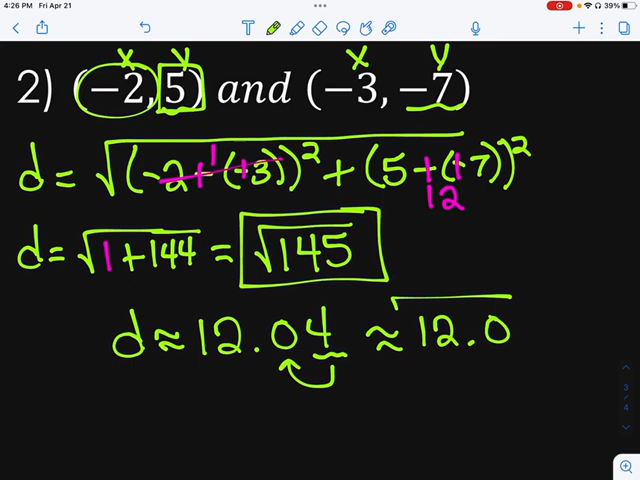 4:26 PM Fri Apr 21 39%
x y x y
2) (−2, 5) and (−3, −7)
d = √(-2 - (-3))² + (5 - (-7))²
1
12
d = √1 + 144 = √145
d ≈ 12.04 ≈ 12.0
3
/
4